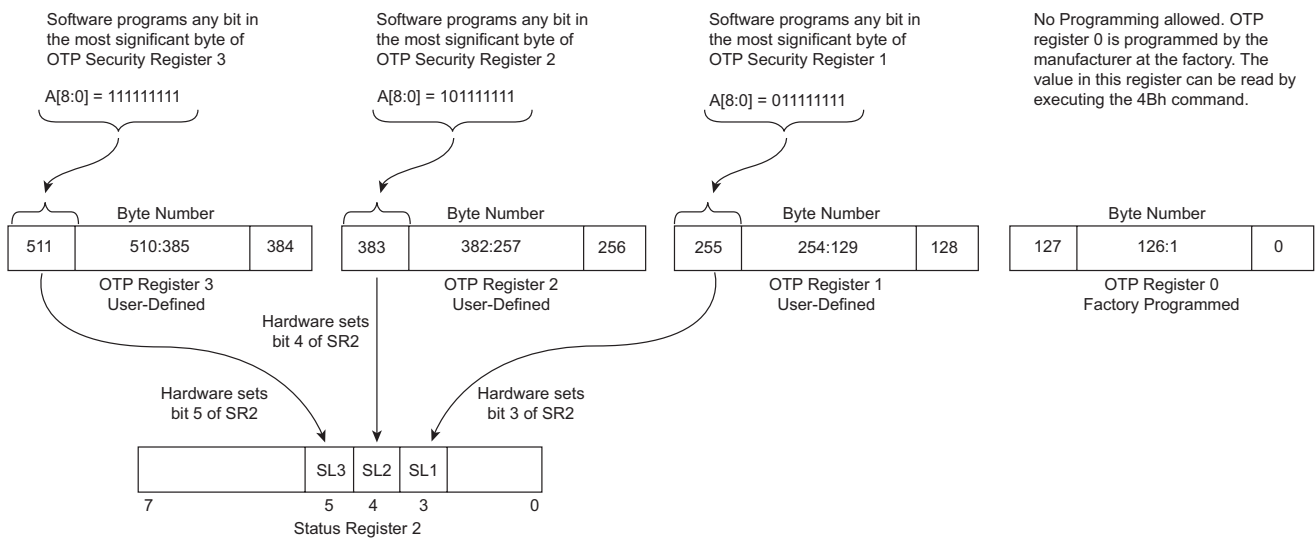 Software programs any bit in
the most significant byte of
OTP Security Register 3
A[8:0] = 111111111
Software programs any bit in
the most significant byte of
OTP Security Register 2
A[8:0] = 101111111
Software programs any bit in
the most significant byte of
OTP Security Register 1
A[8:0] = 011111111
No Programming allowed. OTP
register 0 is programmed by the
manufacturer at the factory. The
value in this register can be read by
executing the 4Bh command.
Byte Number
511 510:385 384
OTP Register 3
User-Defined
Byte Number
383 382:257 256
OTP Register 2
User-Defined
Byte Number
255 254:129 128
OTP Register 1
User-Defined
Byte Number
127 126:1 0
OTP Register 0
Factory Programmed
Hardware sets
bit 5 of SR2
Hardware sets
bit 4 of SR2
Hardware sets
bit 3 of SR2
SL3 SL2 SL1
7 5 4 3 0
Status Register 2